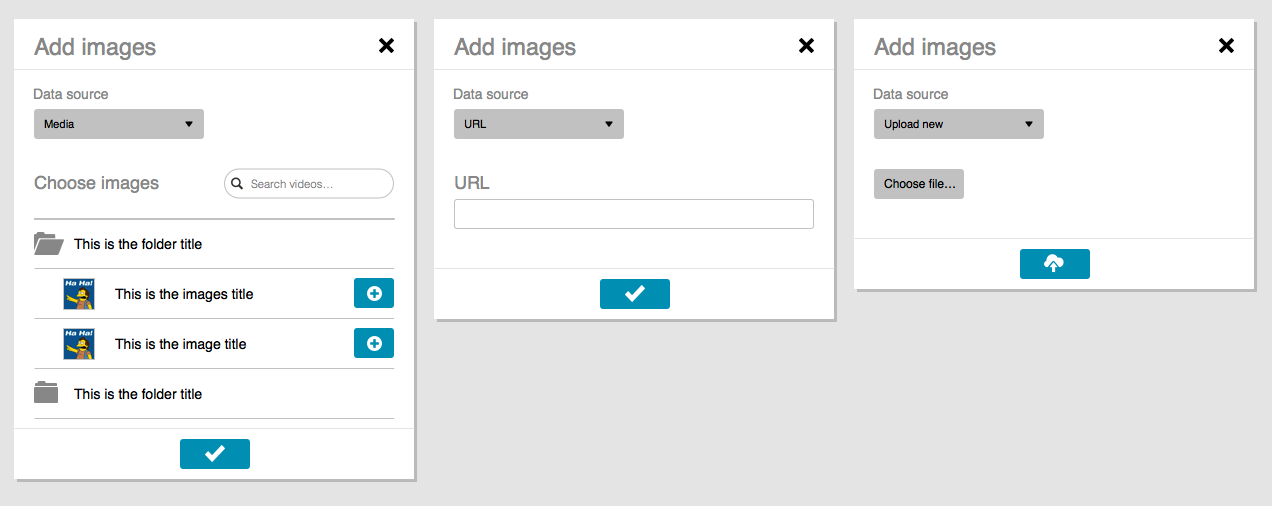 Add images
Data source
Media
Choose images
Search videos...
This is the folder title
Ha Ha!
This is the images title
Ha Ha!
This is the image title
This is the folder title
Add images
Data source
URL
URL
Add images
Data source
Upload new
Choose file...